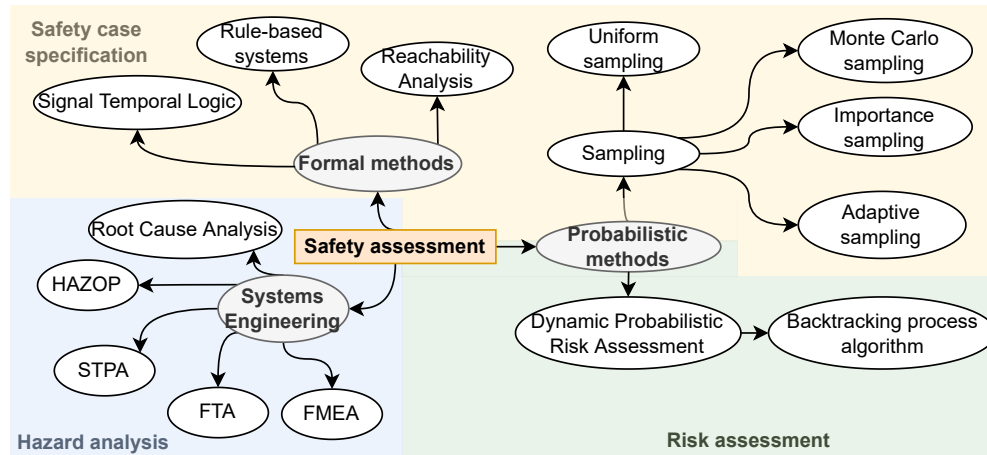 Safety case
specification
Rule-based
systems
Reachability
Analysis
Signal Temporal Logic
Formal methods
Uniform
sampling
Monte Carlo
sampling
Importance
sampling
Sampling
Adaptive
sampling
Root Cause Analysis
Safety assessment
Probabilistic
methods
HAZOP
Systems
Engineering
STPA
FTA
FMEA
Dynamic Probabilistic
Risk Assessment
Backtracking process
algorithm
Hazard analysis
Risk assessment